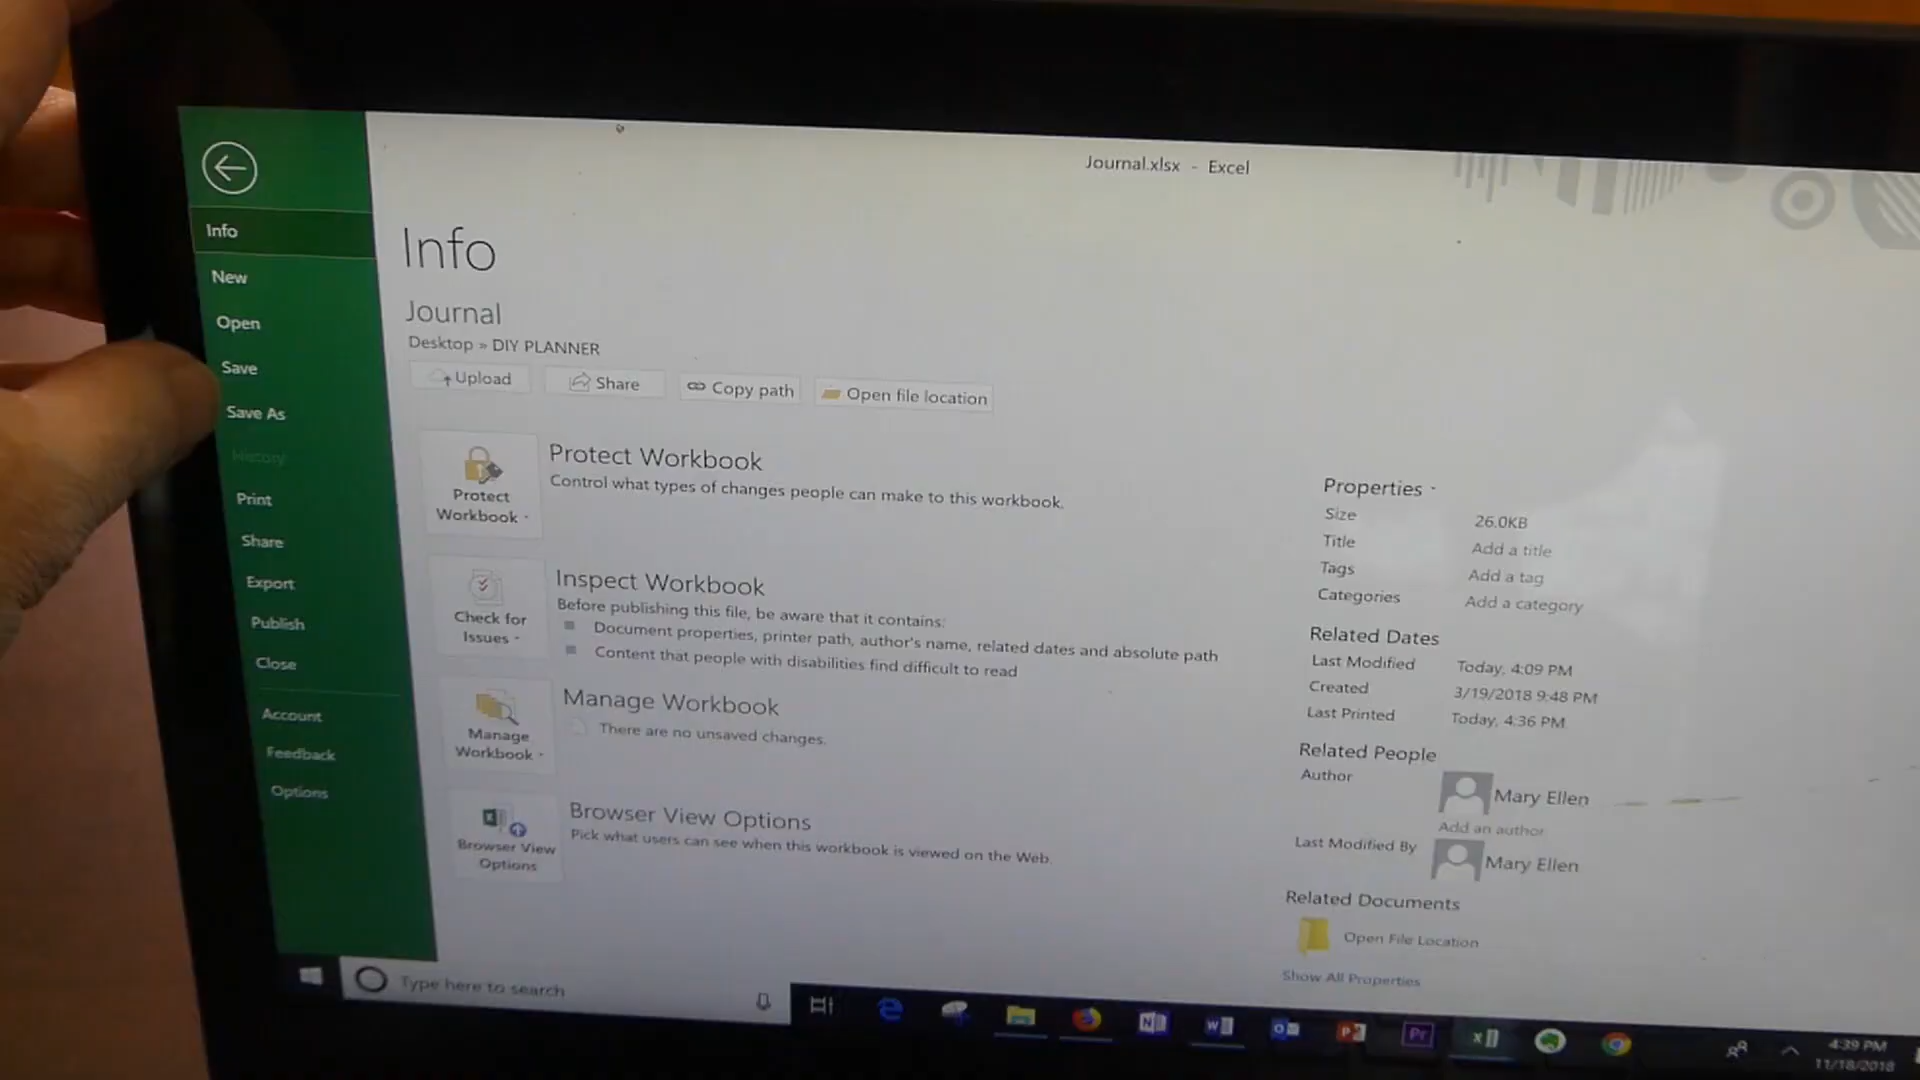 Journal.xlsx - Excel
Info
New
Open
Save
Save As
History
Print
Share
Export
Publish
Close
Account
Feedback
Options
Info
Journal
Desktop » DIY PLANNER
Upload
Share
Copy path
Open file location
Protect Workbook
Protect Workbook
Control what types of changes people can make to this workbook.
Check for Issues
Inspect Workbook
Before publishing this file, be aware that it contains:
Document properties, printer path, author's name, related dates and absolute path
Content that people with disabilities find difficult to read
Manage Workbook
Manage Workbook
There are no unsaved changes.
Browser View Options
Browser View Options
Pick what users can see when this workbook is viewed on the Web.
Properties
Size 26.0KB
Title Add a title
Tags Add a tag
Categories Add a category
Related Dates
Last Modified Today, 4:09 PM
Created 3/19/2018 9:48 PM
Last Printed Today, 4:36 PM
Related People
Author Mary Ellen
Add an author
Last Modified By Mary Ellen
Related Documents
Open File Location
Show All Properties
Type here to search
Pr
4:39 PM
11/18/2018